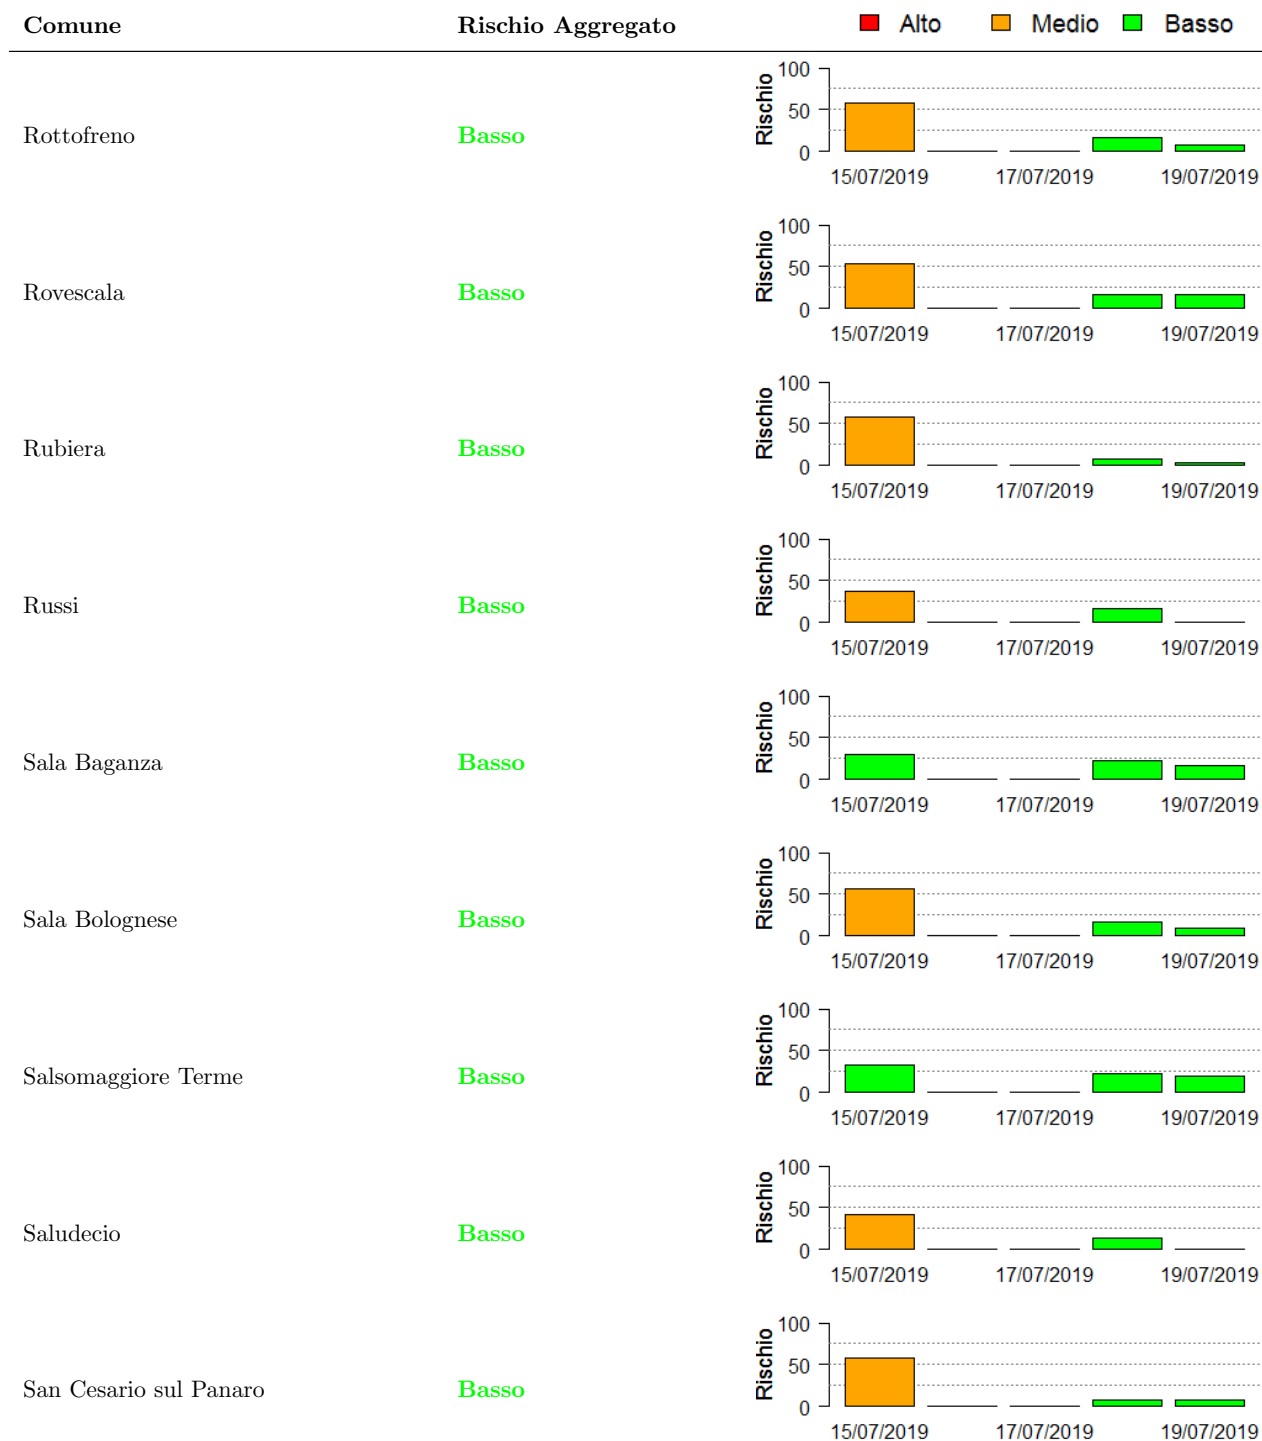 Comune Rischio Aggregato Alto Medio Basso
Rottofreno Basso Rischio 100 50 0
15/07/2019 17/07/2019 19/07/2019
Rovescala Basso Rischio 100 50 0
15/07/2019 17/07/2019 19/07/2019
Rubiera Basso Rischio 100 50 0
15/07/2019 17/07/2019 19/07/2019
Russi Basso Rischio 100 50 0
15/07/2019 17/07/2019 19/07/2019
Sala Baganza Basso Rischio 100 50 0
15/07/2019 17/07/2019 19/07/2019
Sala Bolognese Basso Rischio 100 50 0
15/07/2019 17/07/2019 19/07/2019
Salsomaggiore Terme Basso Rischio 100 50 0
15/07/2019 17/07/2019 19/07/2019
Saludecio Basso Rischio 100 50 0
15/07/2019 17/07/2019 19/07/2019
San Cesario sul Panaro Basso Rischio 100 50 0
15/07/2019 17/07/2019 19/07/2019